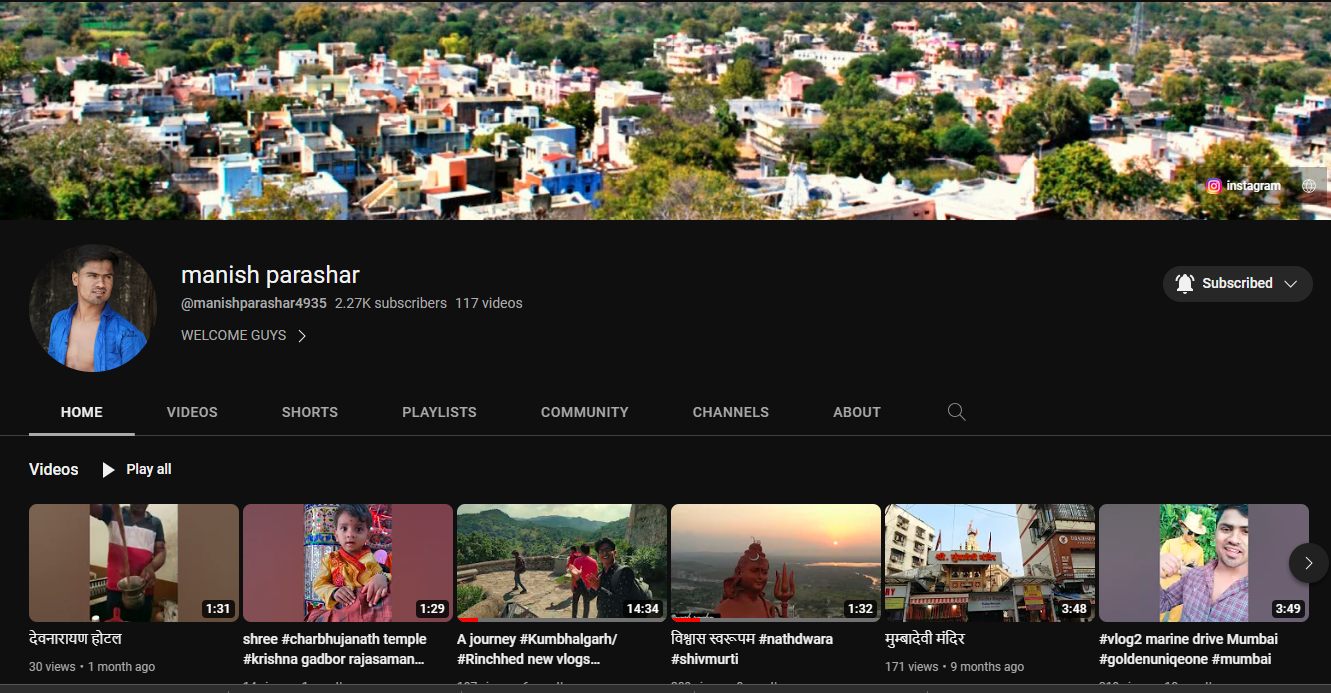 instagram
manish parashar
@manishparashar4935 2.27K subscribers 117 videos
WELCOME GUYS
Subscribed
HOME VIDEOS SHORTS PLAYLISTS COMMUNITY CHANNELS ABOUT
Videos Play all
1:31
1:29
14:34
1:32
3:48
3:49
देवनारायण होटल
30 views • 1 month ago
shree #charbhujanath temple
#krishna gadbor rajasaman...
A journey #Kumbhalgarh/
#Rinchhed new vlogs...
विश्वास स्वरूपम #nathdwara
#shivmurti
मुम्बादेवी मंदिर
171 views • 9 months ago
#vlog2 marine drive Mumbai
#goldenuniqeone #mumbai